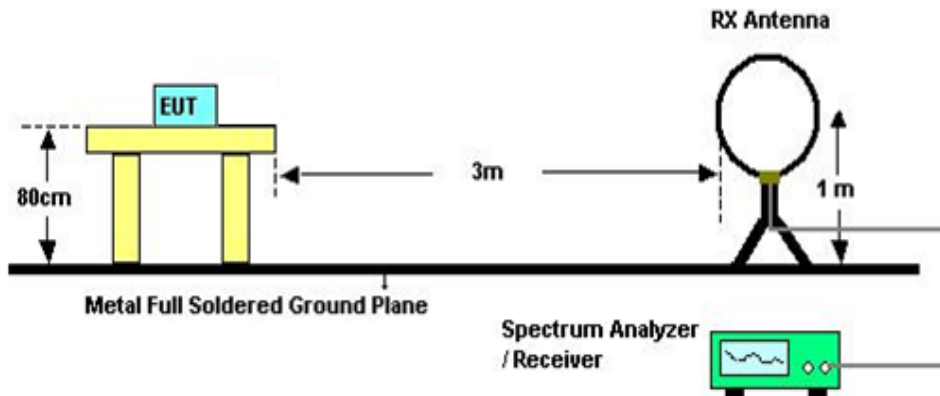 RX Antenna
EUT
3m
80cm
1 m
Metal Full Soldered Ground Plane
Spectrum Analyzer
/ Receiver